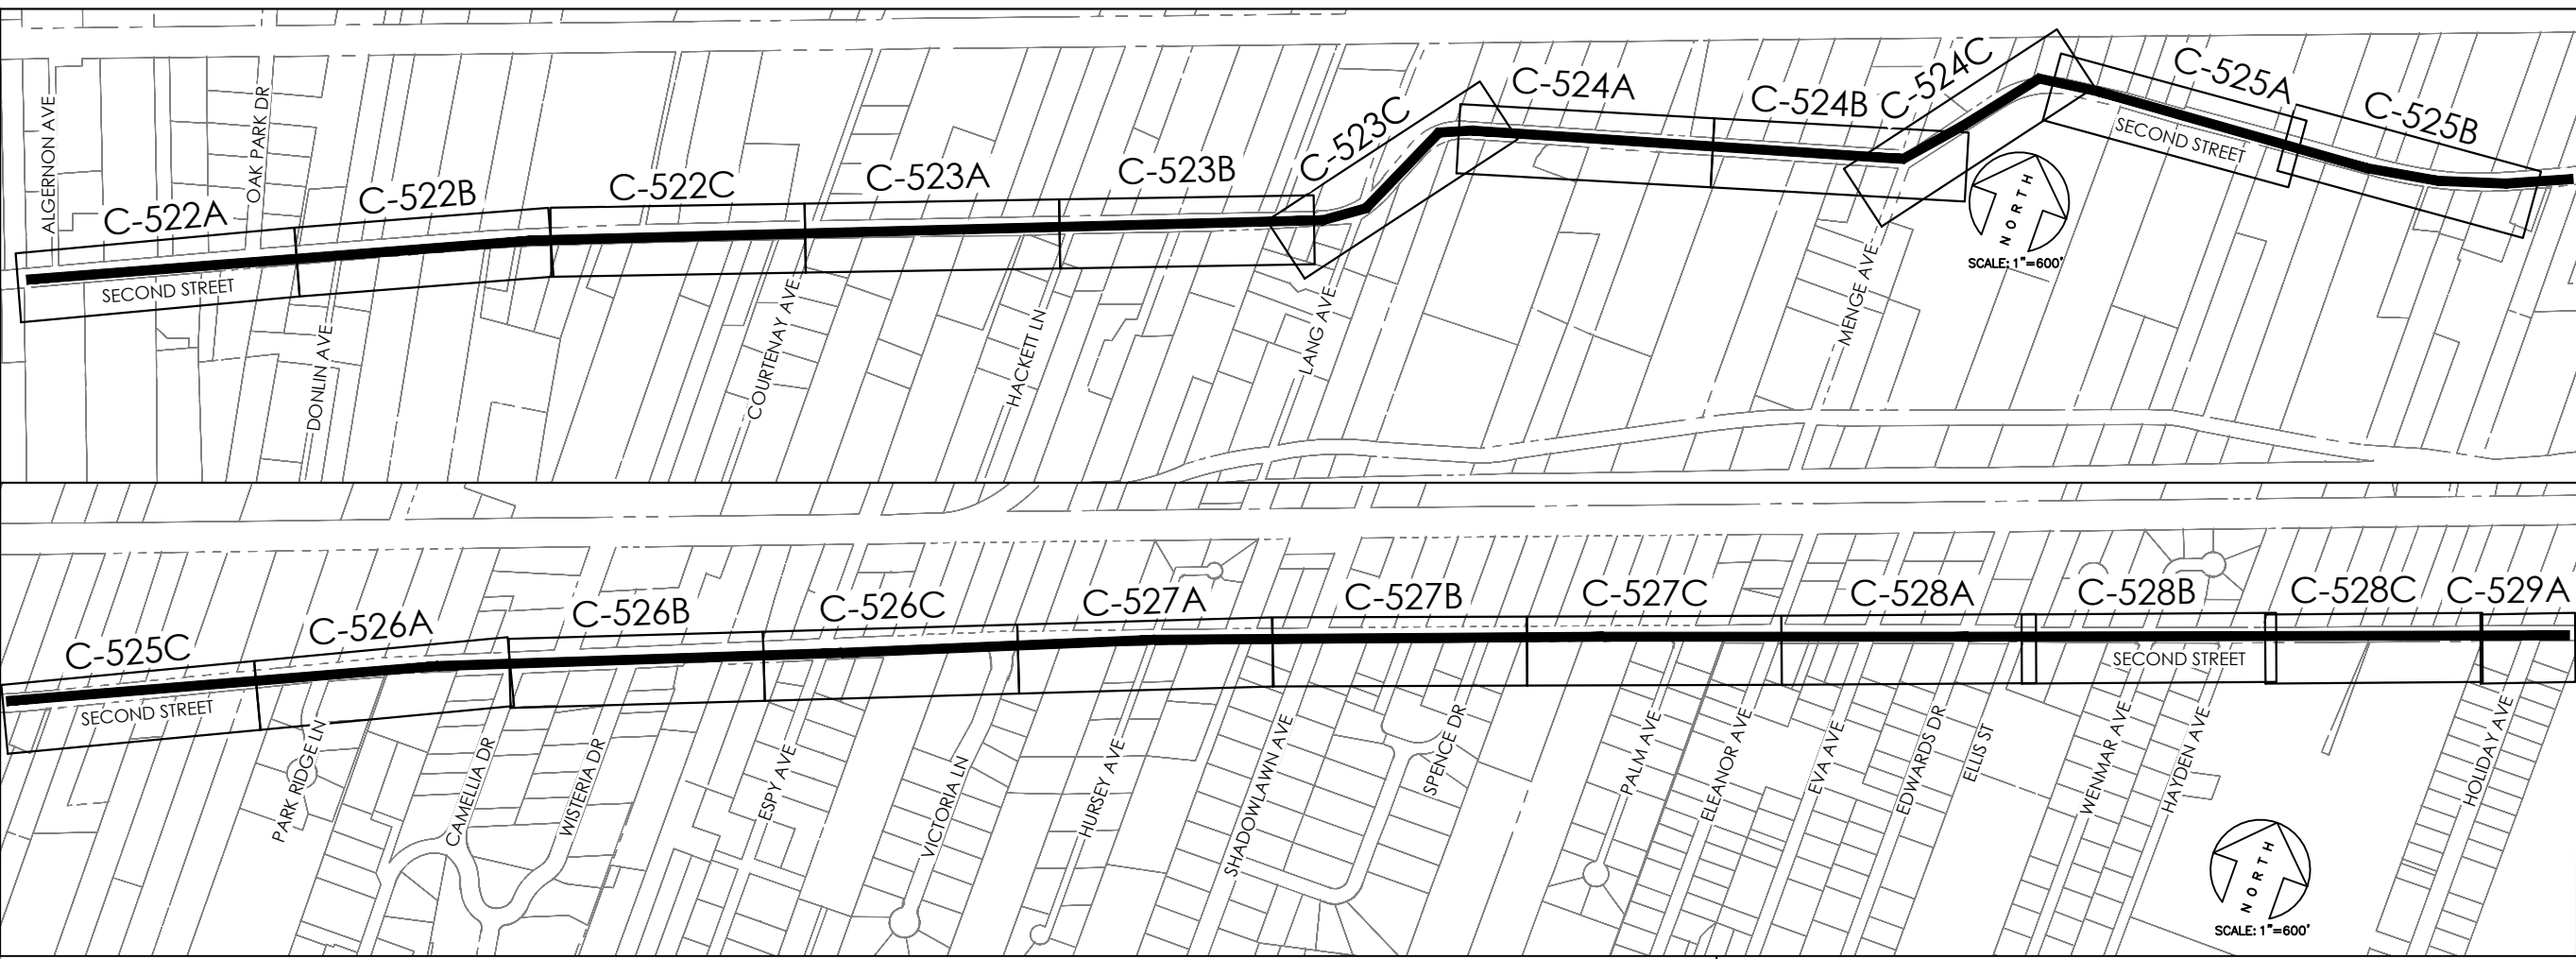 C-522A
C-522B
C-522C
C-523A
C-523B
C-523C
C-524A
C-524B
C-524C
C-525A
C-525B
ALGERNON AVE
OAK PARK DR
SECOND STREET
DONLIN AVE
COURTENAY AVE
HACKETT LN
LANG AVE
MENGE AVE
SECOND STREET
NORTH
SCALE: 1"=600'
C-525C
C-526A
C-526B
C-526C
C-527A
C-527B
C-527C
C-528A
C-528B
C-528C
C-529A
SECOND STREET
SECOND STREET
PARK RIDGE LN
CAMELLIA DR
WISTERIA DR
ESPY AVE
VICTORIA LN
HURSEY AVE
SHADOWLAWN AVE
SPENCE DR
PALM AVE
ELEANOR AVE
EVA AVE
EDWARDS DR
ELLIS ST
WENMAR AVE
HAYDEN AVE
HOLIDAY AVE
NORTH
SCALE: 1"=600'